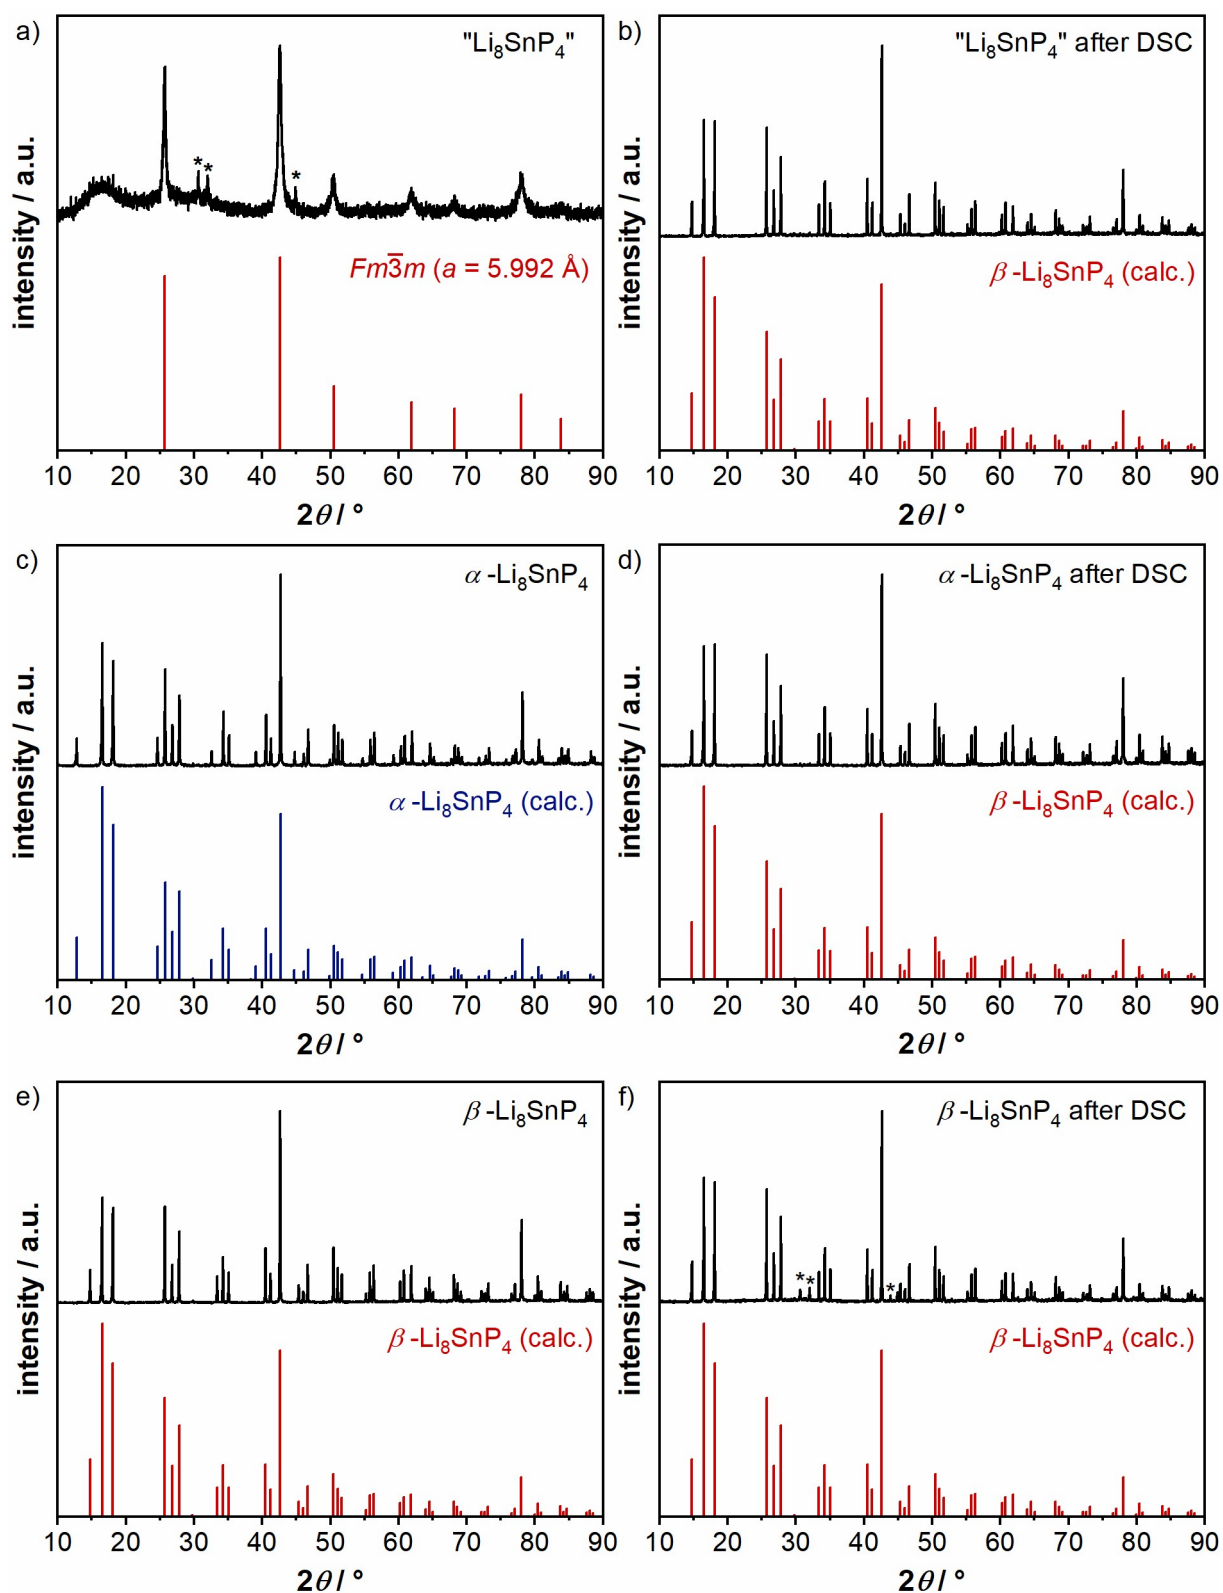 a)
"Li₈SnP₄"
* * *
Fm3̅m (a = 5.992 Å)
intensity / a.u.
10 20 30 40 50 60 70 80 90
2θ / °
b)
"Li₈SnP₄" after DSC
β-Li₈SnP₄ (calc.)
intensity / a.u.
10 20 30 40 50 60 70 80 90
2θ / °
c)
α-Li₈SnP₄
α-Li₈SnP₄ (calc.)
intensity / a.u.
10 20 30 40 50 60 70 80 90
2θ / °
d)
α-Li₈SnP₄ after DSC
β-Li₈SnP₄ (calc.)
intensity / a.u.
10 20 30 40 50 60 70 80 90
2θ / °
e)
β-Li₈SnP₄
β-Li₈SnP₄ (calc.)
intensity / a.u.
10 20 30 40 50 60 70 80 90
2θ / °
f)
β-Li₈SnP₄ after DSC
* * *
β-Li₈SnP₄ (calc.)
intensity / a.u.
10 20 30 40 50 60 70 80 90
2θ / °